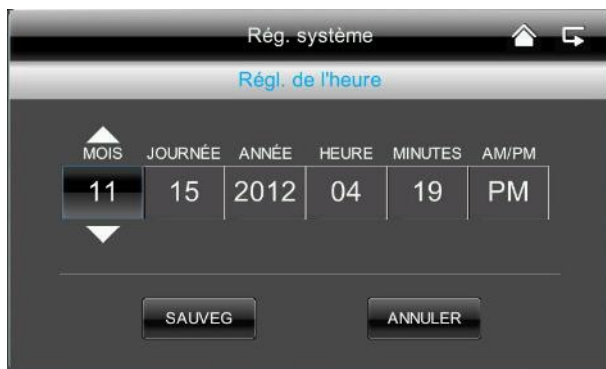 Rég. système
Régl. de l'heure
MOIS JOURNÉE ANNÉE HEURE MINUTES AM/PM
11 15 2012 04 19 PM
SAUVEG ANNULER